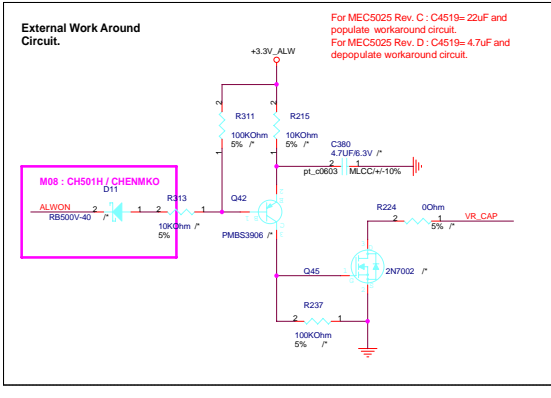 External Work Around
Circuit.
For MEC5025 Rev. C : C4519= 22uF and
populate workaround circuit.
For MEC5025 Rev. D : C4519= 4.7uF and
depopulate workaround circuit.
+3.3V_ALW
2
2
R311
R215
100KOhm
5% /*
10KOhm
5% /*
1
1
C380
4.7UF/6.3V /*
2 1
pt_c0603 MLCC/+/-10%
M08 : CH501H / CHENMKO
D11
ALWON
2 1
RB500V-40 /*
R313
2 1
10KOhm /*
5%
Q42
PMBS3906 /*
R224 0Ohm
2 1
5% /*
VR_CAP
Q45
2N7002 /*
R237
2 1
100KOhm
5% /*